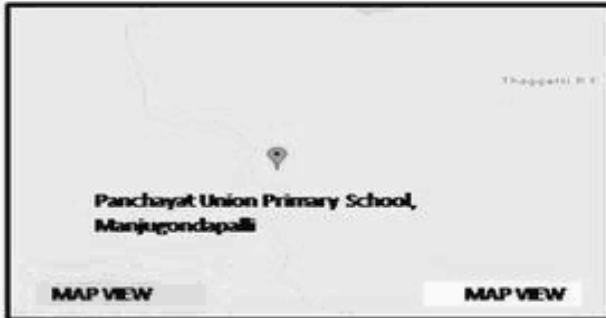 Thaggatti R.F
Panchayat Union Primary School,
Manjugondapalli
MAP VIEW
MAP VIEW